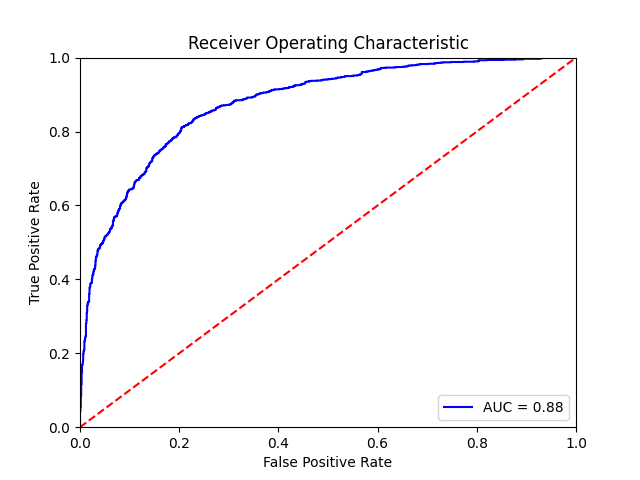 Receiver Operating Characteristic
True Positive Rate
1.0
0.8
0.6
0.4
0.2
0.0
AUC = 0.88
0.0 0.2 0.4 0.6 0.8 1.0
False Positive Rate